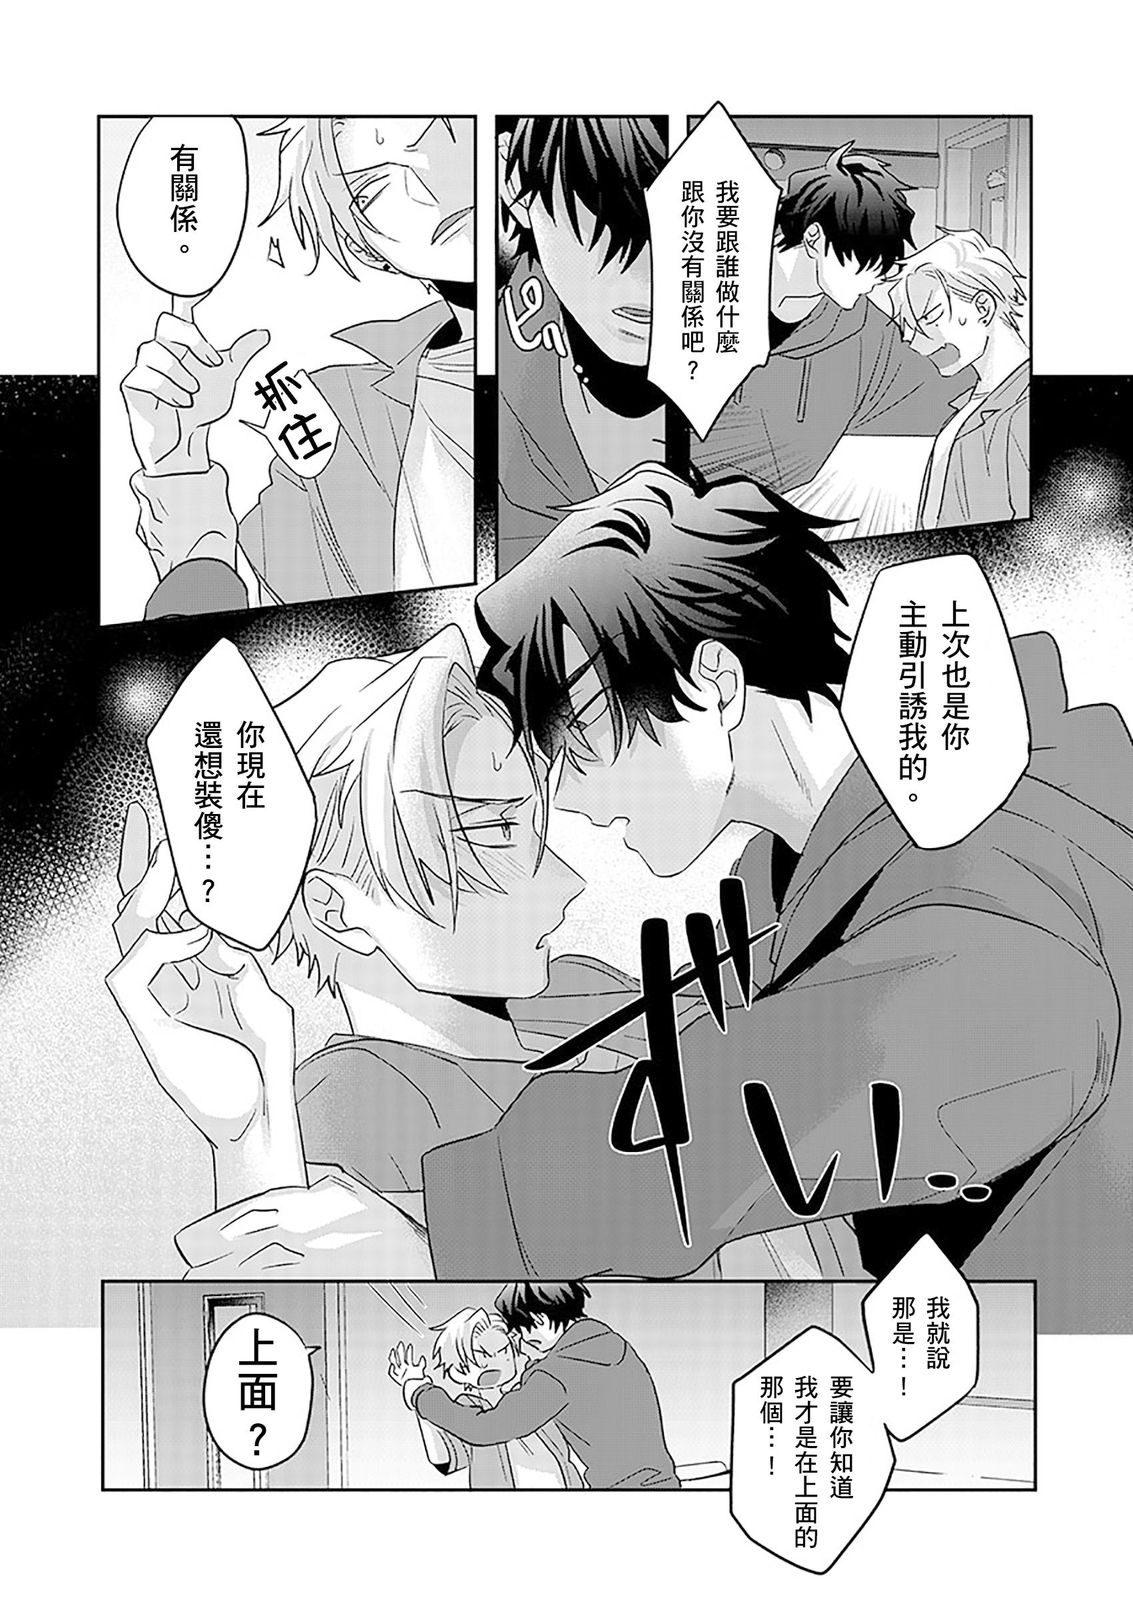 我要跟誰做什麼
跟你沒有關係吧？
ピク
有關係。
抓住
上次也是你
主動引誘我的。
你現在
還想裝傻⋯？
ずい…
我就說
那是⋯！
要讓你知道
我才是在上面的
那個⋯！
上面？